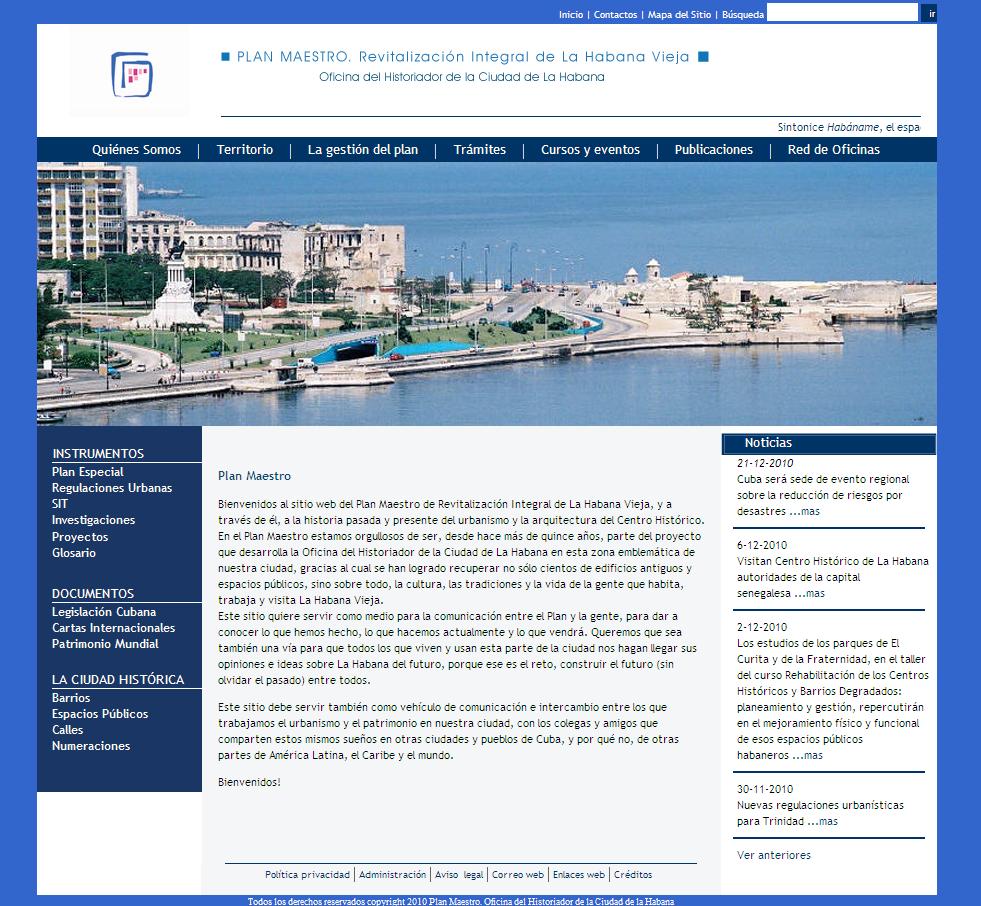 Inicio | Contactos | Mapa del Sitio | Búsqueda ir
PLAN MAESTRO. Revitalización Integral de La Habana Vieja
Oficina del Historiador de la Ciudad de La Habana
Sintonice Habáname, el espa
Quiénes Somos | Territorio | La gestión del plan | Trámites | Cursos y eventos | Publicaciones | Red de Oficinas
INSTRUMENTOS
Plan Especial
Regulaciones Urbanas
SIT
Investigaciones
Proyectos
Glosario
DOCUMENTOS
Legislación Cubana
Cartas Internacionales
Patrimonio Mundial
LA CIUDAD HISTÓRICA
Barrios
Espacios Públicos
Calles
Numeraciones
Plan Maestro
Bienvenidos al sitio web del Plan Maestro de Revitalización Integral de La Habana Vieja, y a
través de él, a la historia pasada y presente del urbanismo y la arquitectura del Centro Histórico.
En el Plan Maestro estamos orgullosos de ser, desde hace más de quince años, parte del proyecto
que desarrolla la Oficina del Historiador de la Ciudad de La Habana en esta zona emblemática de
nuestra ciudad, gracias al cual se han logrado recuperar no sólo cientos de edificios antiguos y
espacios públicos, sino sobre todo, la cultura, las tradiciones y la vida de la gente que habita,
trabaja y visita La Habana Vieja.
Este sitio quiere servir como medio para la comunicación entre el Plan y la gente, para dar a
conocer lo que hemos hecho, lo que hacemos actualmente y lo que vendrá. Queremos que sea
también una vía para que todos los que viven y usan esta parte de la ciudad nos hagan llegar sus
opiniones e ideas sobre La Habana del futuro, porque ese es el reto, construir el futuro (sin
olvidar el pasado) entre todos.
Este sitio debe servir también como vehículo de comunicación e intercambio entre los que
trabajamos el urbanismo y el patrimonio en nuestra ciudad, con los colegas y amigos que
comparten estos mismos sueños en otras ciudades y pueblos de Cuba, y por qué no, de otras
partes de América Latina, el Caribe y el mundo.
Bienvenidos!
Noticias
21-12-2010
Cuba será sede de evento regional
sobre la reducción de riesgos por
desastres ...mas
6-12-2010
Visitan Centro Histórico de La Habana
autoridades de la capital
senegalesa ...mas
2-12-2010
Los estudios de los parques de El
Curita y de la Fraternidad, en el taller
del curso Rehabilitación de los Centros
Históricos y Barrios Degradados:
planeamiento y gestión, repercutirán
en el mejoramiento físico y funcional
de esos espacios públicos
habaneros ...mas
30-11-2010
Nuevas regulaciones urbanísticas
para Trinidad ...mas
Ver anteriores
Política privacidad | Administración | Aviso legal | Correo web | Enlaces web | Créditos
Todos los derechos reservados copyright 2010 Plan Maestro. Oficina del Historiador de la Ciudad de la Habana